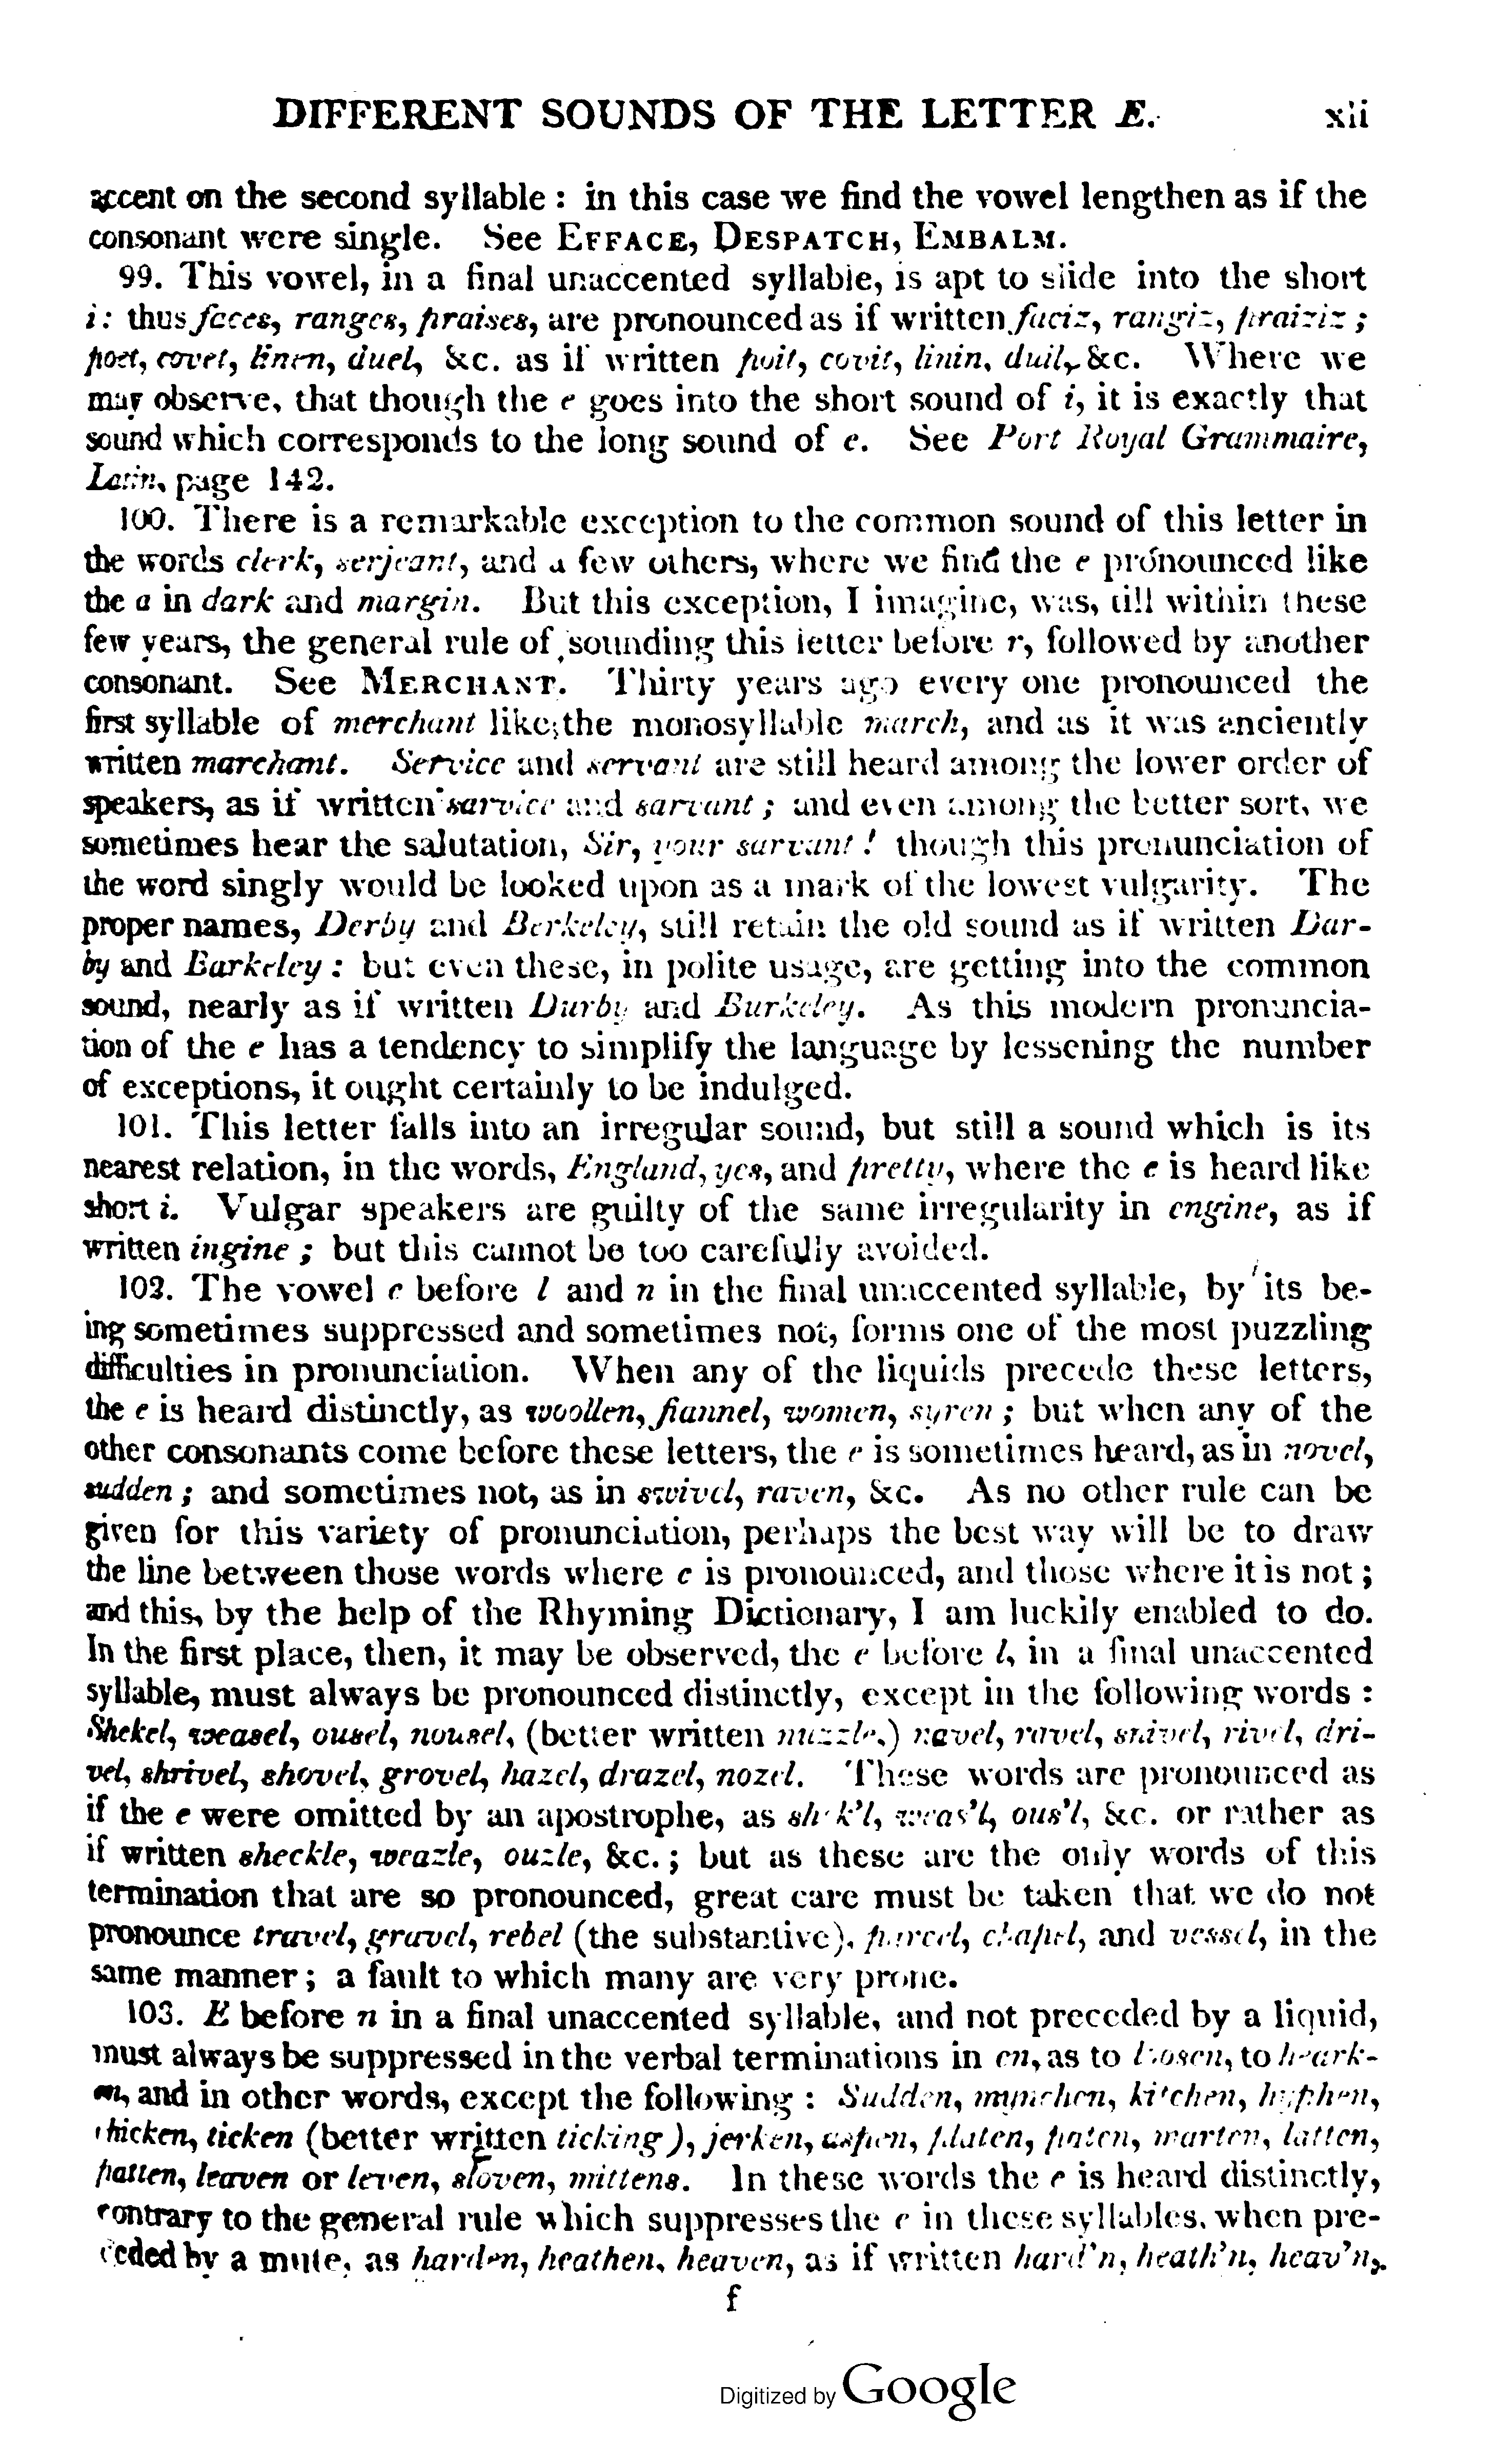 DIFFERENT SOUNDS OF THE LETTER E. xli
accent on the second syllable : in this case we find the vowel lengthen as if the
consonant were single. See EFFACE, DESPATCH, EMBALM.
99. This vowel, in a final unaccented syllable, is apt to slide into the short
i: thus faces, ranges, praises, are pronounced as if written faciz, rangiz, praiziz ;
poet, covet, linen, duel, &c. as if written poit, covit, linin, duil, &c. Where we
may observe, that though the e goes into the short sound of i, it is exactly that
sound which corresponds to the long sound of e. See Port Royal Grammaire,
Latin, page 142.
100. There is a remarkable exception to the common sound of this letter in
the words clerk, serjeant, and a few others, where we find the e pronounced like
the a in dark and margin. But this exception, I imagine, was, till within these
few years, the general rule of sounding this letter before r, followed by another
consonant. See MERCHANT. Thirty years ago every one pronounced the
first syllable of merchant like the monosyllable march, and as it was anciently
written marchant. Service and servant are still heard among the lower order of
speakers, as if written sarvice and sarvant ; and even among the better sort, we
sometimes hear the salutation, Sir, your sarvant ! though this pronunciation of
the word singly would be looked upon as a mark of the lowest vulgarity. The
proper names, Derby and Berkeley, still retain the old sound as if written Dar-
by and Barkeley : but even these, in polite usage, are getting into the common
sound, nearly as if written Durby and Burkeley. As this modern pronuncia-
tion of the e has a tendency to simplify the language by lessening the number
of exceptions, it ought certainly to be indulged.
101. This letter falls into an irregular sound, but still a sound which is its
nearest relation, in the words, England, yes, and pretty, where the e is heard like
short i. Vulgar speakers are guilty of the same irregularity in engine, as if
written ingine ; but this cannot be too carefully avoided.
102. The vowel e before l and n in the final unaccented syllable, by its be-
ing sometimes suppressed and sometimes not, forms one of the most puzzling
difficulties in pronunciation. When any of the liquids precede these letters,
the e is heard distinctly, as woollen, flannel, women, syren ; but when any of the
other consonants come before these letters, the e is sometimes heard, as in novel,
sudden ; and sometimes not, as in swivel, raven, &c. As no other rule can be
given for this variety of pronunciation, perhaps the best way will be to draw
the line between those words where e is pronounced, and those where it is not ;
and this, by the help of the Rhyming Dictionary, I am luckily enabled to do.
In the first place, then, it may be observed, the e before l, in a final unaccented
syllable, must always be pronounced distinctly, except in the following words :
Shekel, weasel, ousel, nousel, (better written nuzzle,) navel, ravel, snivel, rivel, dri-
vel, shrivel, shovel, grovel, hazel, drazel, nozel. These words are pronounced as
if the e were omitted by an apostrophe, as shek'l, weas'l, ous'l, &c. or rather as
if written sheckle, weazle, ouzle, &c. ; but as these are the only words of this
termination that are so pronounced, great care must be taken that we do not
pronounce travel, gravel, rebel (the substantive), parcel, chapel, and vessel, in the
same manner ; a fault to which many are very prone.
103. E before n in a final unaccented syllable, and not preceded by a liquid,
must always be suppressed in the verbal terminations in en, as to loosen, to heark-
en, and in other words, except the following : Sudden, mynchen, kitchen, hyphen,
chicken, ticken (better written ticking), jerken, aspen, platen, paten, marten, latten,
patten, leaven or leven, sloven, mittens. In these words the e is heard distinctly,
contrary to the general rule which suppresses the e in these syllables, when pre-
ceded by a mute, as harden, heathen, heaven, as if written hard'n, heath'n, heav'n,
f
Digitized by Google